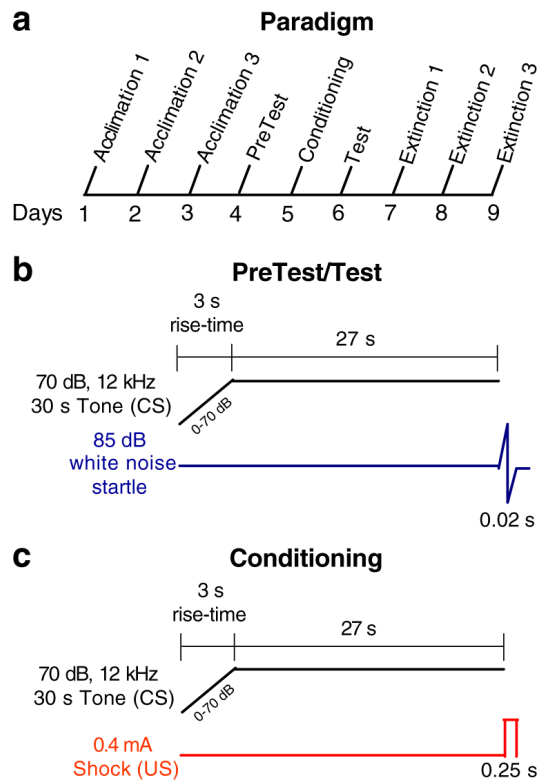 a
Paradigm
Acclimation 1
Acclimation 2
Acclimation 3
PreTest
Conditioning
Test
Extinction 1
Extinction 2
Extinction 3
Days 1 2 3 4 5 6 7 8 9
b
PreTest/Test
3 s
rise-time
27 s
70 dB, 12 kHz
30 s Tone (CS)
0-70 dB
85 dB
white noise
startle
0.02 s
c
Conditioning
3 s
rise-time
27 s
70 dB, 12 kHz
30 s Tone (CS)
0-70 dB
0.4 mA
Shock (US)
0.25 s